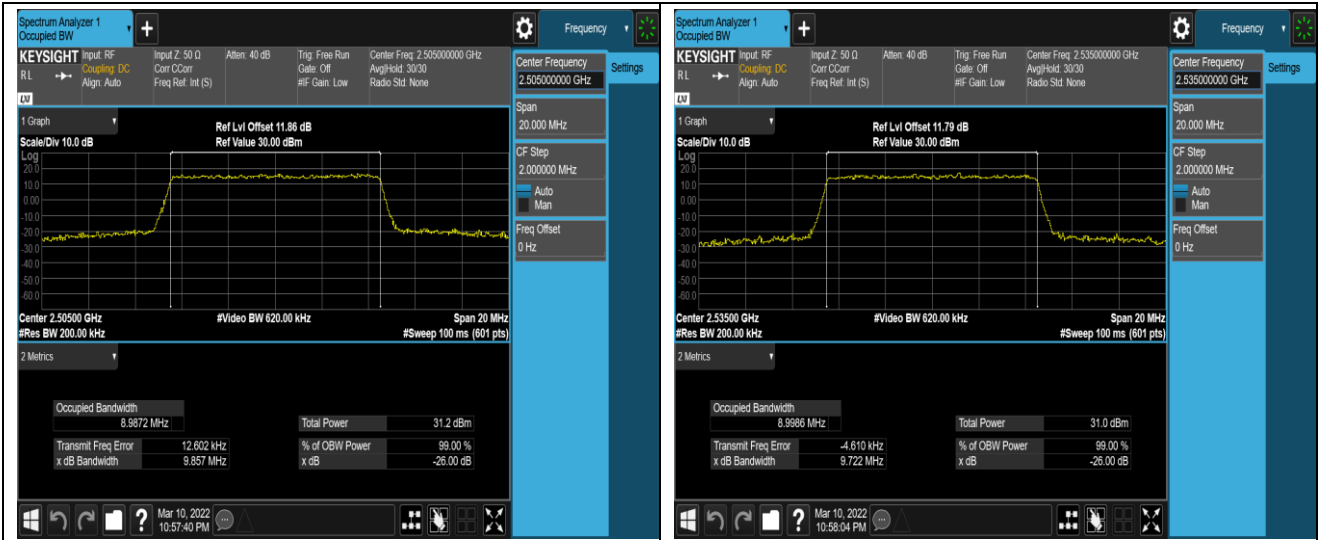 Spectrum Analyzer 1
Occupied BW
+
KEYSIGHT Input: RF Input Z: 50 Ω Atten: 40 dB Trig: Free Run Center Freq: 2.505000000 GHz
Coupling: DC Corr CCorr Gate: Off Avg|Hold: 30/30
RL Align: Auto Freq Ref: Int (S) #IF Gain: Low Radio Std: None
LXI
1 Graph
Ref Lvl Offset 11.86 dB
Scale/Div 10.0 dB Ref Value 30.00 dBm
Log
20.0
10.0
0.00
-10.0
-20.0
-30.0
-40.0
-50.0
-60.0
Center 2.50500 GHz #Video BW 620.00 kHz Span 20 MHz
#Res BW 200.00 kHz #Sweep 100 ms (601 pts)
2 Metrics
Occupied Bandwidth
8.9872 MHz Total Power 31.2 dBm
Transmit Freq Error 12.602 kHz % of OBW Power 99.00 %
x dB Bandwidth 9.857 MHz x dB -26.00 dB
? Mar 10, 2022
10:57:40 PM
Frequency
Center Frequency
2.505000000 GHz
Settings
Span
20.000 MHz
CF Step
2.000000 MHz
Auto
Man
Freq Offset
0 Hz
Spectrum Analyzer 1
Occupied BW
+
KEYSIGHT Input: RF Input Z: 50 Ω Atten: 40 dB Trig: Free Run Center Freq: 2.535000000 GHz
Coupling: DC Corr CCorr Gate: Off Avg|Hold: 30/30
RL Align: Auto Freq Ref: Int (S) #IF Gain: Low Radio Std: None
LXI
1 Graph
Ref Lvl Offset 11.79 dB
Scale/Div 10.0 dB Ref Value 30.00 dBm
Log
20.0
10.0
0.00
-10.0
-20.0
-30.0
-40.0
-50.0
-60.0
Center 2.53500 GHz #Video BW 620.00 kHz Span 20 MHz
#Res BW 200.00 kHz #Sweep 100 ms (601 pts)
2 Metrics
Occupied Bandwidth
8.9986 MHz Total Power 31.0 dBm
Transmit Freq Error -4.610 kHz % of OBW Power 99.00 %
x dB Bandwidth 9.722 MHz x dB -26.00 dB
? Mar 10, 2022
10:58:04 PM
Frequency
Center Frequency
2.535000000 GHz
Settings
Span
20.000 MHz
CF Step
2.000000 MHz
Auto
Man
Freq Offset
0 Hz